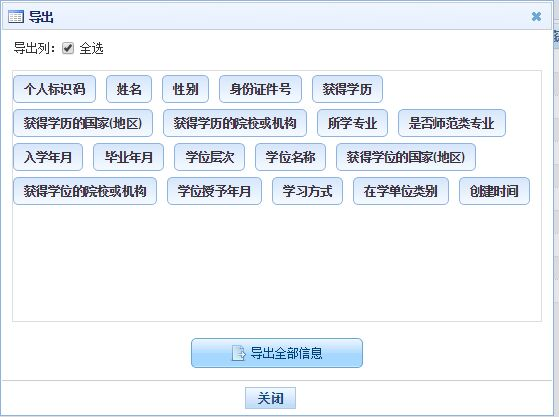 导出
导出列: 全选
个人标识码 姓名 性别 身份证件号 获得学历
获得学历的国家(地区) 获得学历的院校或机构 所学专业 是否师范类专业
入学年月 毕业年月 学位层次 学位名称 获得学位的国家(地区)
获得学位的院校或机构 学位授予年月 学习方式 在学单位类别 创建时间
导出全部信息
关闭